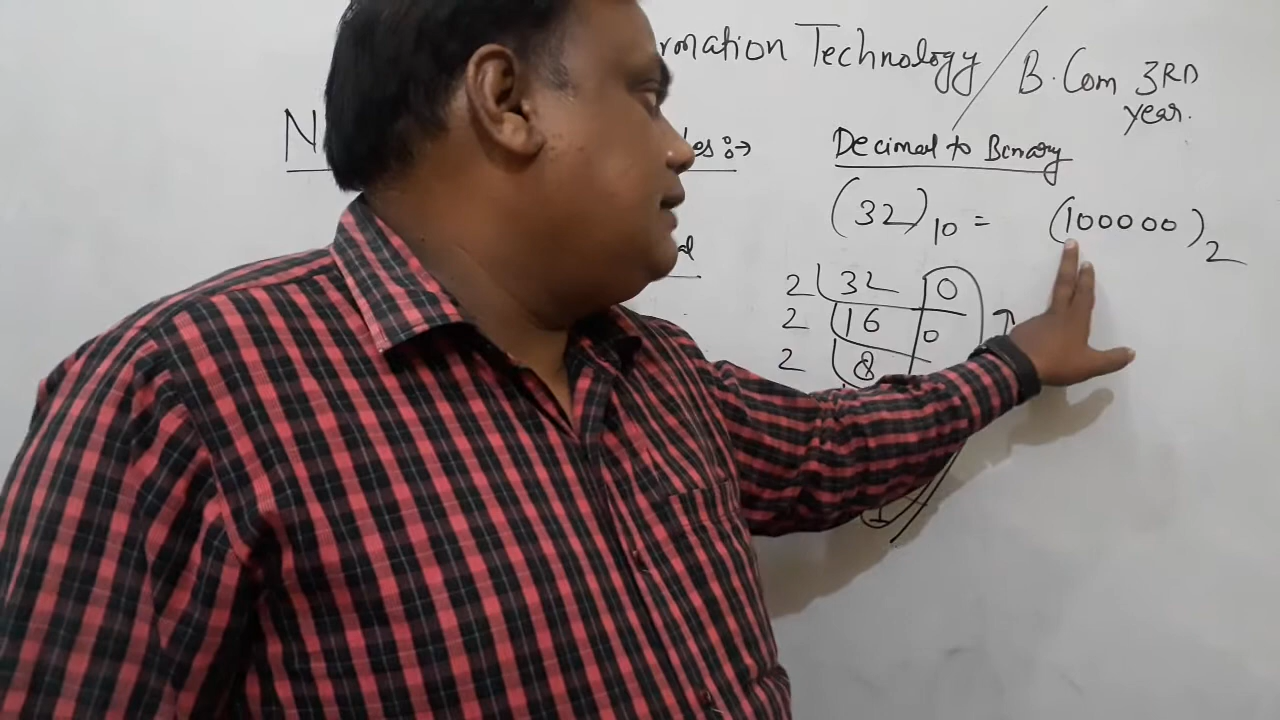 Technology / B.Com 3RD
year.
Decimal to Binary
(32)10 = (100000)2
2 32 0
2 16 0
2 8